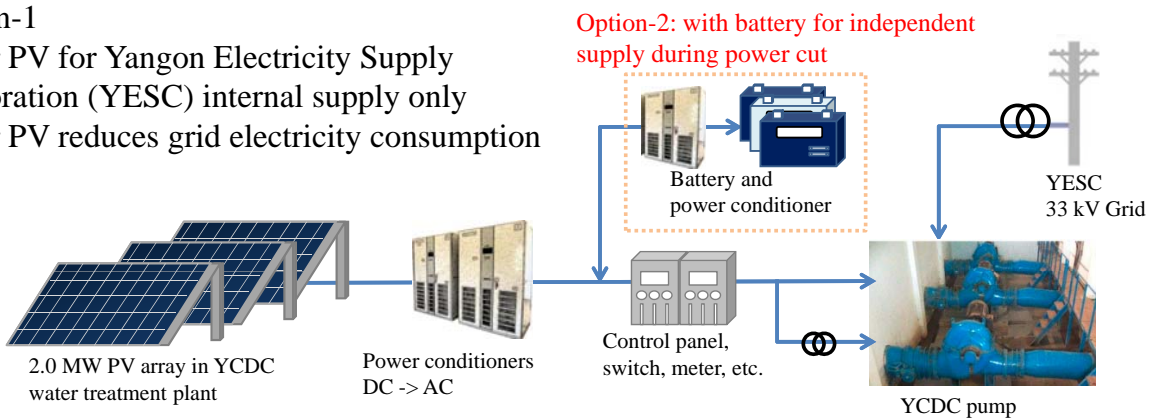 n-1
PV for Yangon Electricity Supply
oration (YESC) internal supply only
PV reduces grid electricity consumption
Option-2: with battery for independent
supply during power cut
Battery and
power conditioner
YESC
33 kV Grid
2.0 MW PV array in YCDC
water treatment plant
Power conditioners
DC -> AC
Control panel,
switch, meter, etc.
YCDC pump